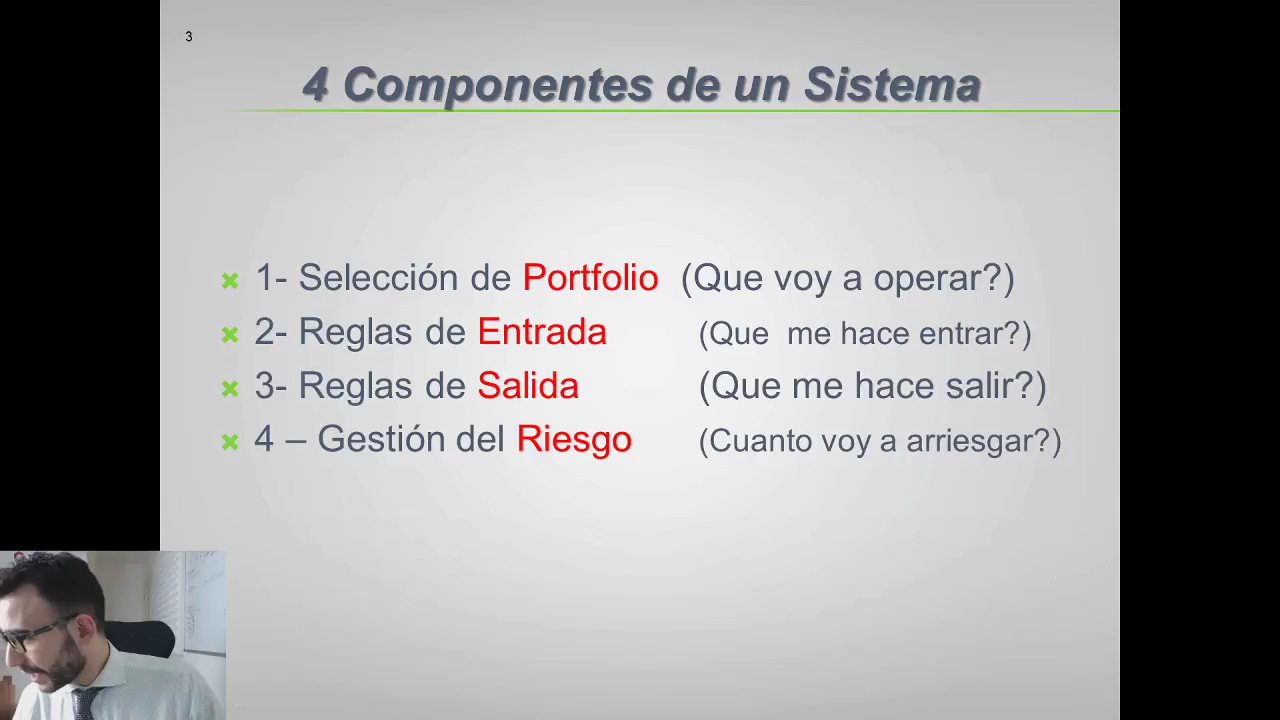 3
4 Componentes de un Sistema
1- Selección de Portfolio (Que voy a operar?)
2- Reglas de Entrada (Que me hace entrar?)
3- Reglas de Salida (Que me hace salir?)
4 – Gestión del Riesgo (Cuanto voy a arriesgar?)